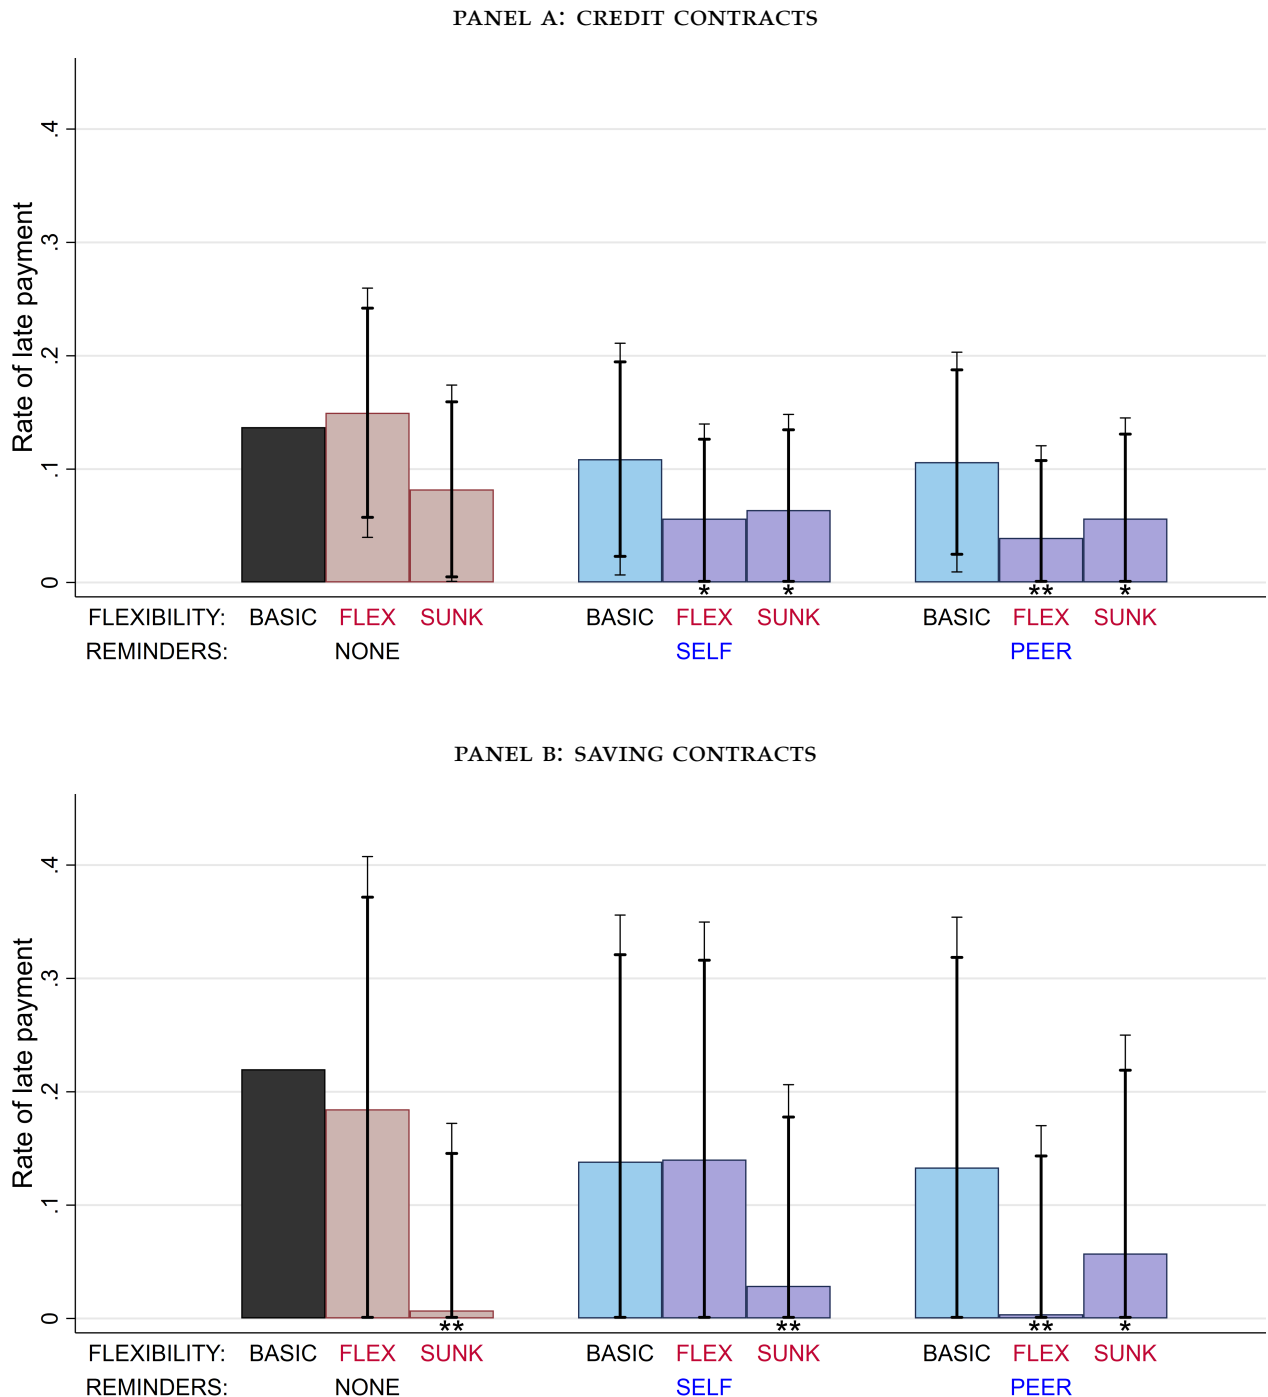 PANEL A: CREDIT CONTRACTS
Rate of late payment
.4
.3
.2
.1
0
* * ** *
FLEXIBILITY: BASIC FLEX SUNK BASIC FLEX SUNK BASIC FLEX SUNK
REMINDERS: NONE SELF PEER
PANEL B: SAVING CONTRACTS
Rate of late payment
.4
.3
.2
.1
0
** ** ** *
FLEXIBILITY: BASIC FLEX SUNK BASIC FLEX SUNK BASIC FLEX SUNK
REMINDERS: NONE SELF PEER